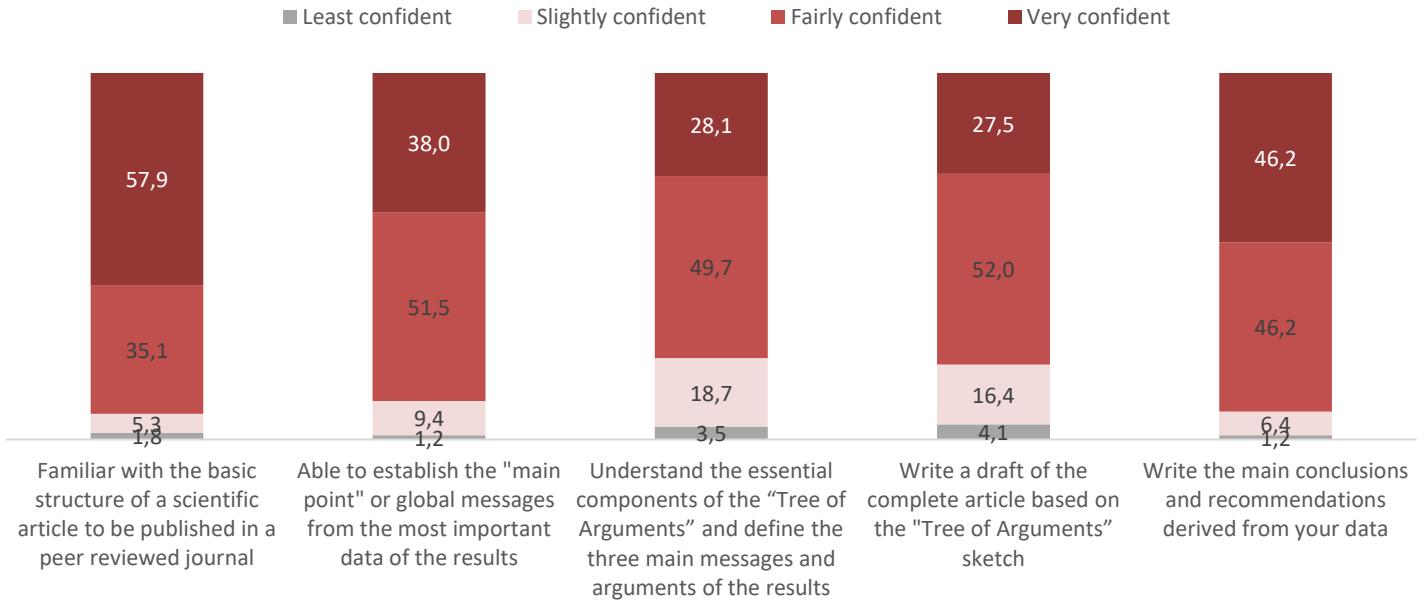 Least confident
Slightly confident
Fairly confident
Very confident
57,9
35,1
5,3
1,8
38,0
51,5
9,4
1,2
28,1
49,7
18,7
3,5
27,5
52,0
16,4
4,1
46,2
46,2
6,4
1,2
Familiar with the basic
structure of a scientific
article to be published in a
peer reviewed journal
Able to establish the "main
point" or global messages
from the most important
data of the results
Understand the essential
components of the “Tree of
Arguments” and define the
three main messages and
arguments of the results
Write a draft of the
complete article based on
the "Tree of Arguments”
sketch
Write the main conclusions
and recommendations
derived from your data